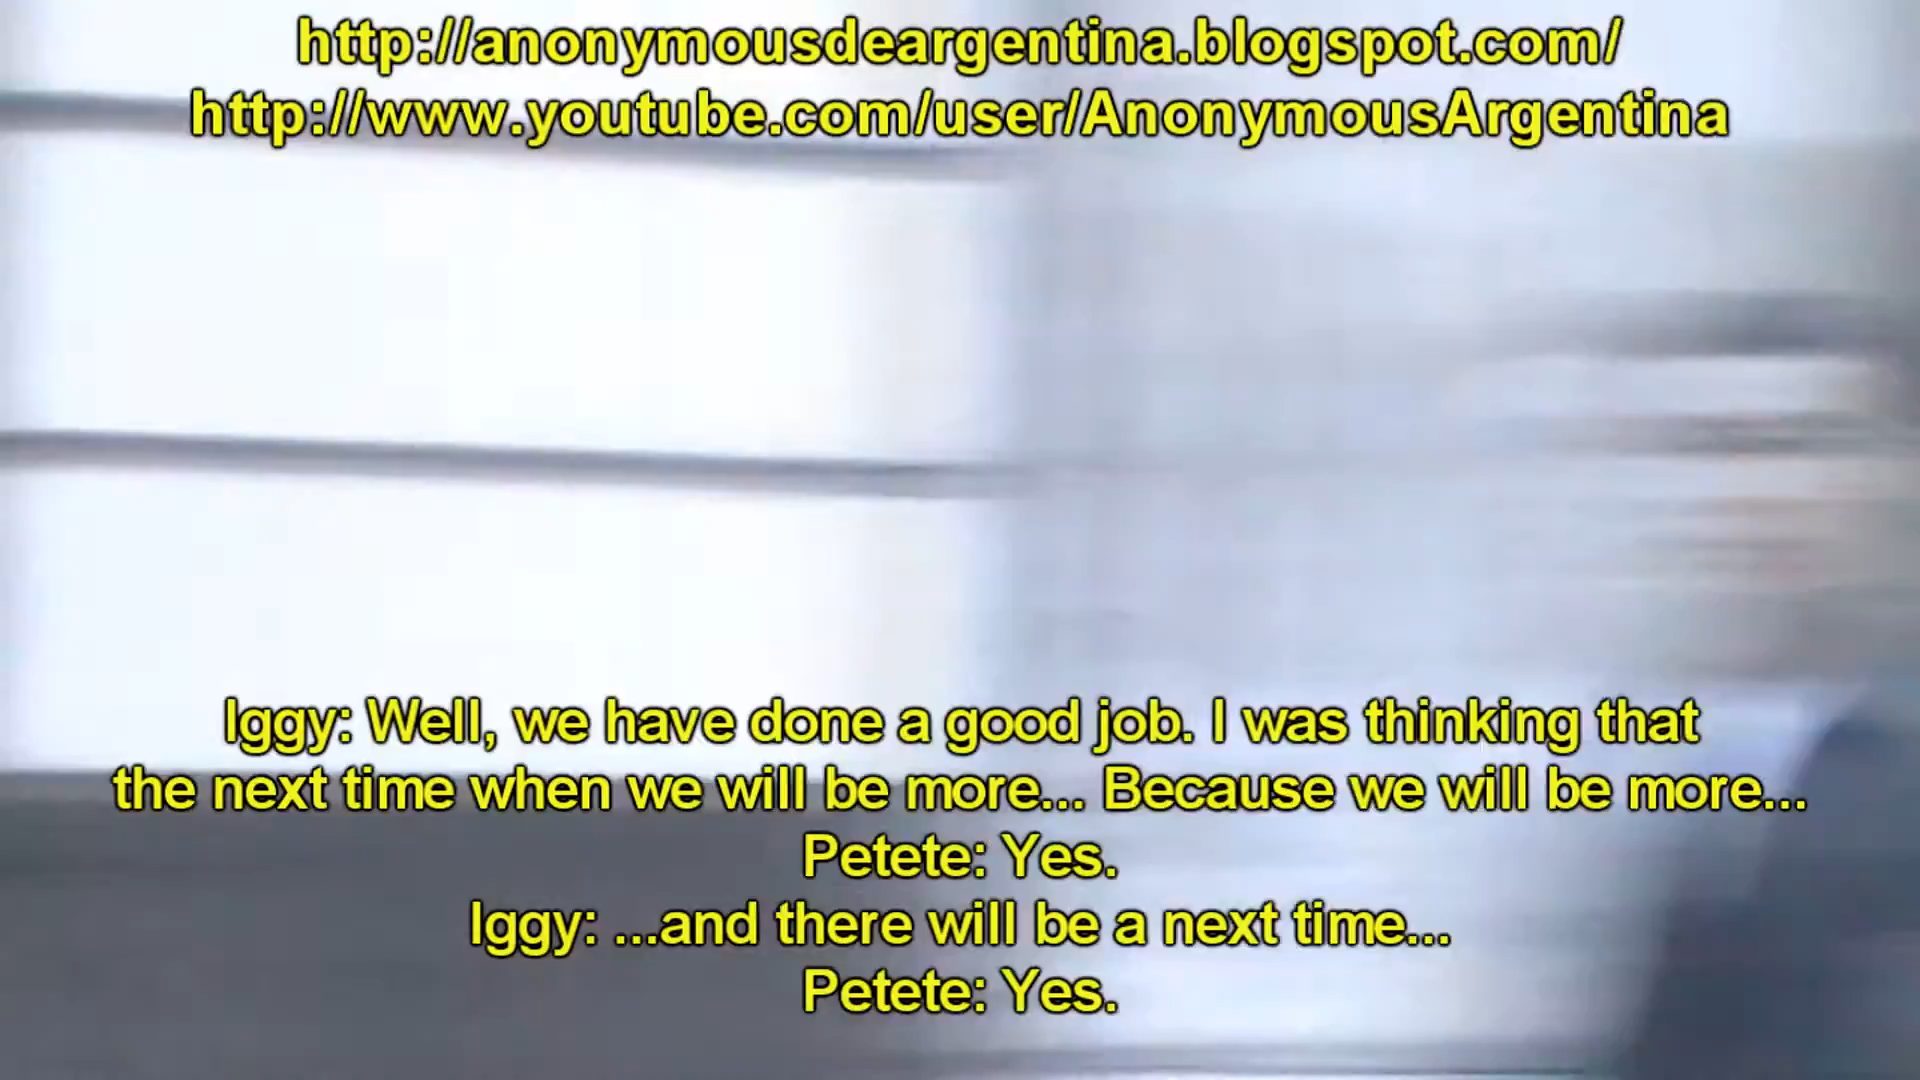 http://anonymousdeargentina.blogspot.com/
http://www.youtube.com/user/AnonymousArgentina
Iggy: Well, we have done a good job. I was thinking that
the next time when we will be more... Because we will be more...
Petete: Yes.
Iggy: ...and there will be a next time...
Petete: Yes.